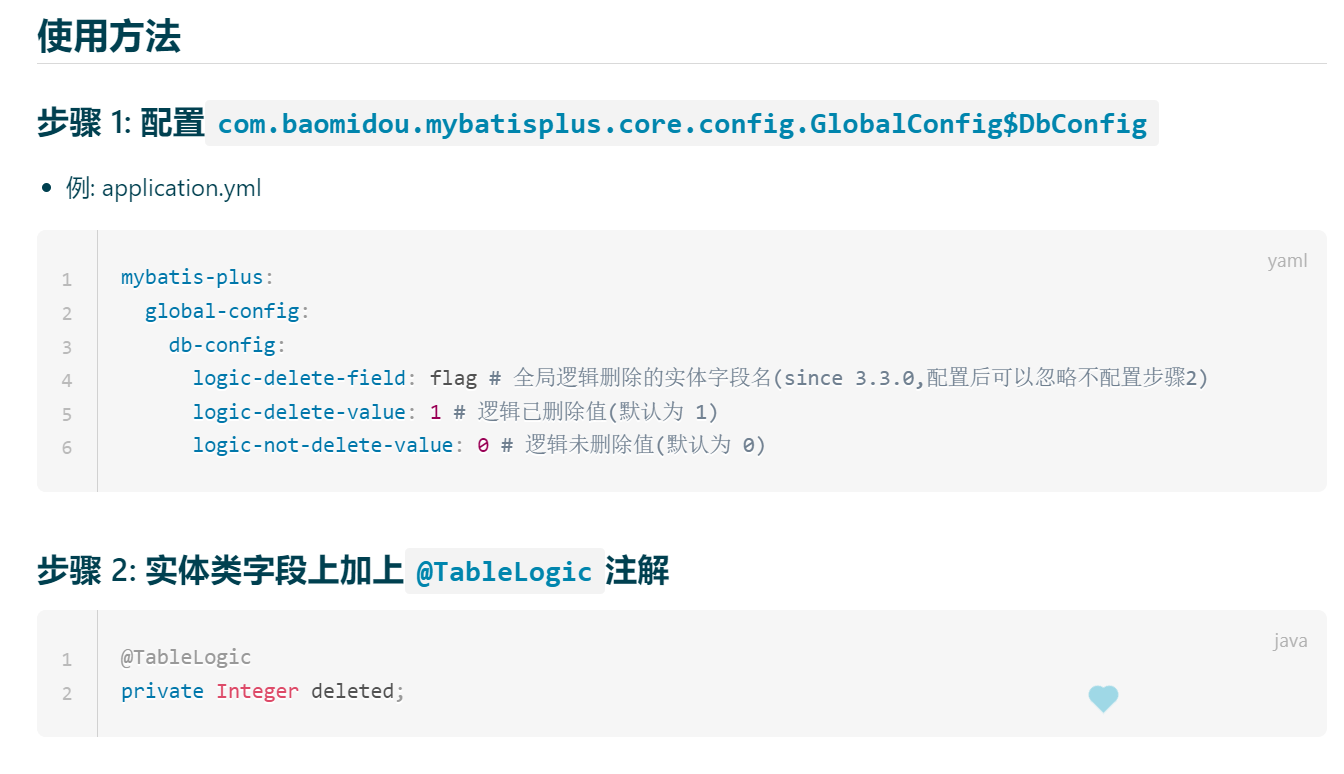 使用方法
步骤 1: 配置 com.baomidou.mybatisplus.core.config.GlobalConfig$DbConfig
例: application.yml
yaml
1 mybatis-plus:
2 global-config:
3 db-config:
4 logic-delete-field: flag # 全局逻辑删除的实体字段名(since 3.3.0,配置后可以忽略不配置步骤2)
5 logic-delete-value: 1 # 逻辑已删除值(默认为 1)
6 logic-not-delete-value: 0 # 逻辑未删除值(默认为 0)
步骤 2: 实体类字段上加上 @TableLogic 注解
java
1 @TableLogic
2 private Integer deleted;